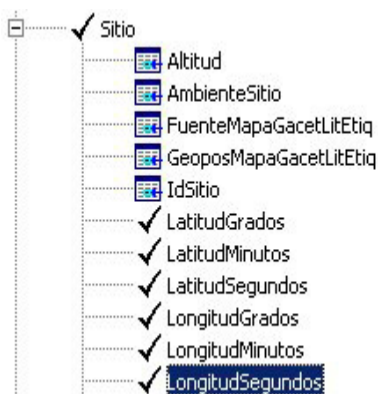 Sitio
Altitud
AmbienteSitio
FuenteMapaGacetLitEtiq
GeoposMapaGacetLitEtiq
IdSitio
LatitudGrados
LatitudMinutos
LatitudSegundos
LongitudGrados
LongitudMinutos
LongitudSegundos